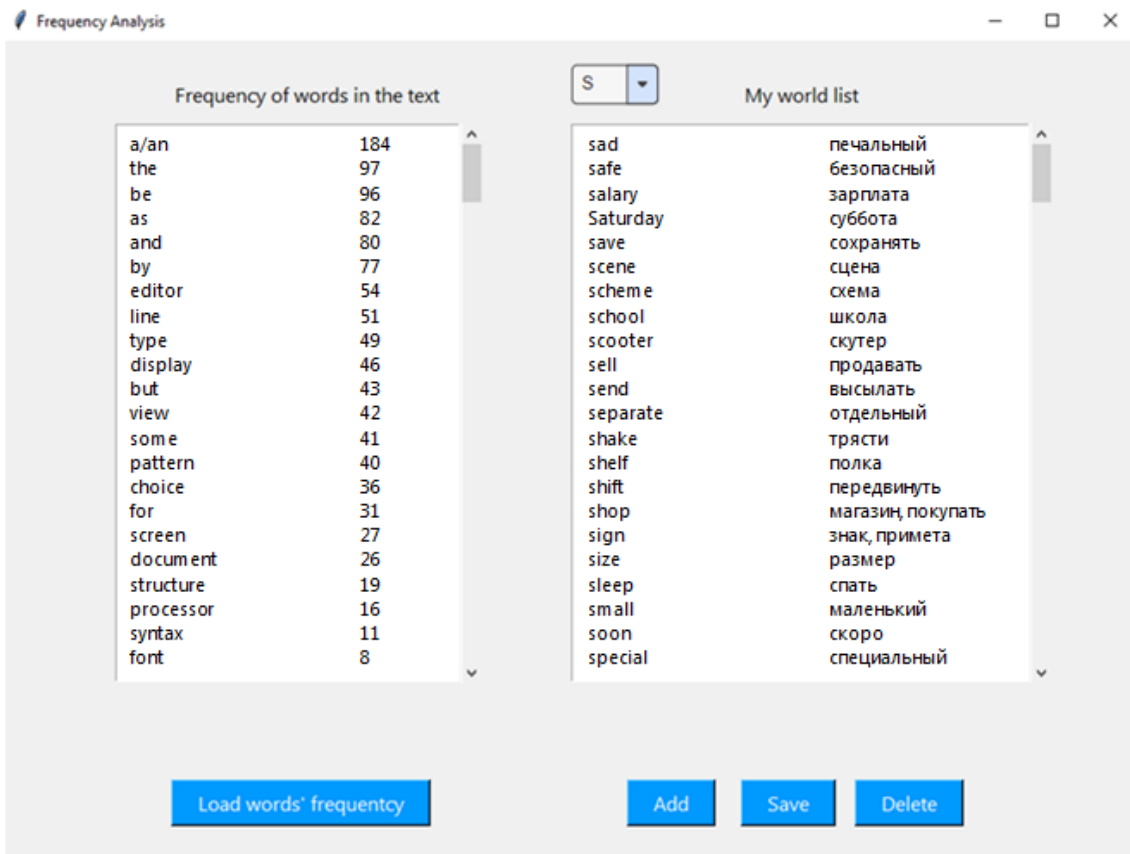 Frequency Analysis
S
Frequency of words in the text
My world list
a/an 184
the 97
be 96
as 82
and 80
by 77
editor 54
line 51
type 49
display 46
but 43
view 42
some 41
pattern 40
choice 36
for 31
screen 27
document 26
structure 19
processor 16
syntax 11
font 8
sad печальный
safe безопасный
salary зарплата
Saturday суббота
save сохранять
scene сцена
scheme схема
school школа
scooter скутер
sell продавать
send высылать
separate отдельный
shake трясти
shelf полка
shift передвинуть
shop магазин, покупать
sign знак, примета
size размер
sleep спать
small маленький
soon скоро
special специальный
Load words' frequentcy
Add
Save
Delete